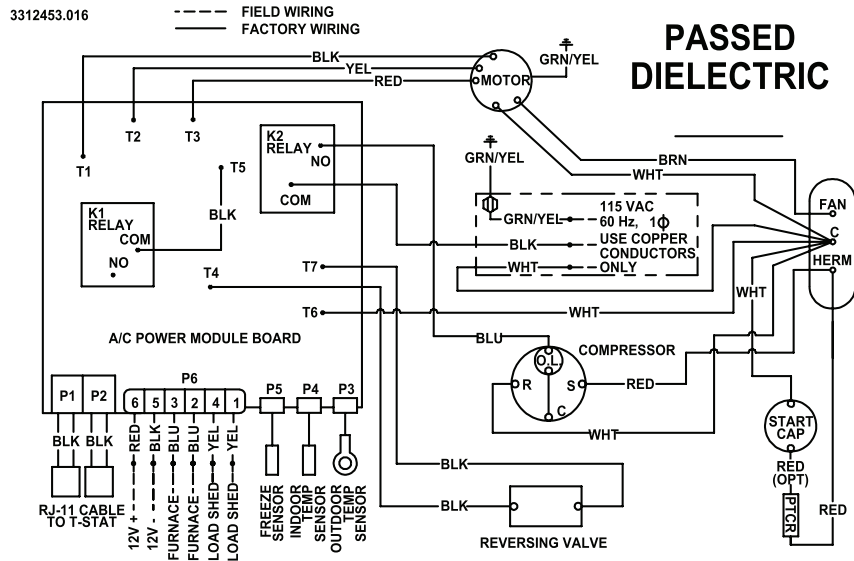 3312453.016
FIELD WIRING
FACTORY WIRING
PASSED
DIELECTRIC
BLK
YEL
RED
MOTOR
GRN/YEL
T1
T2
T3
T5
BLK
K2
RELAY
NO
COM
K1
RELAY
COM
NO
T4
T7
T6
GRN/YEL
BRN
WHT
115 VAC
60 Hz, 1ϕ
GRN/YEL
BLK
WHT
USE COPPER
CONDUCTORS
ONLY
FAN
C
HERM
WHT
WHT
A/C POWER MODULE BOARD
BLU
O.L.
COMPRESSOR
R
S
C
RED
WHT
START
CAP
RED
(OPT)
PTCR
RED
P1
P2
P6
6
5
3
2
4
1
P5
P4
P3
BLK
BLK
BLK
BLK
RJ-11 CABLE
TO T-STAT
RED
12V +
BLK
12V -
BLU
FURNACE
BLU
FURNACE
YEL
LOAD SHED
YEL
LOAD SHED
FREEZE
SENSOR
INDOOR
TEMP
SENSOR
OUTDOOR
TEMP
SENSOR
BLK
BLK
REVERSING VALVE